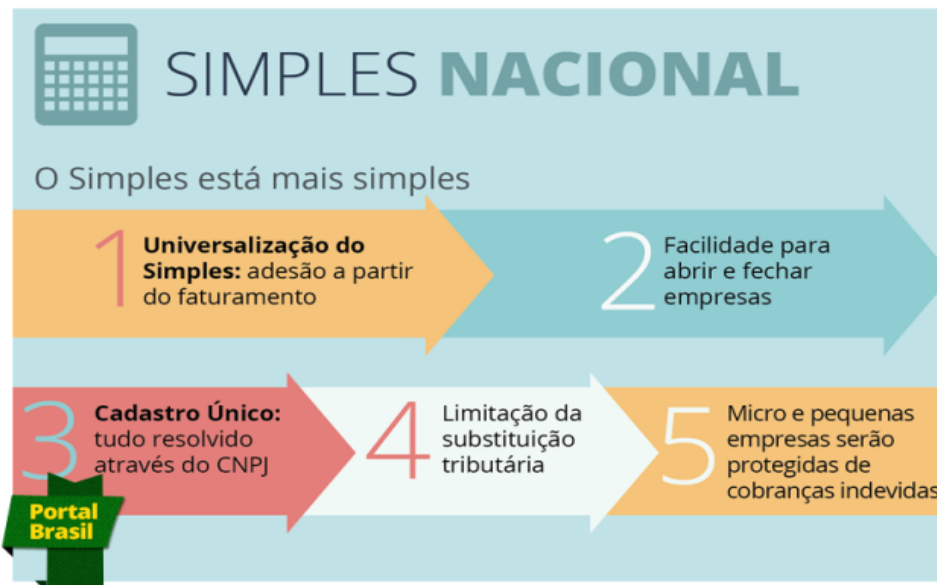 SIMPLES NACIONAL
O Simples está mais simples
1
Universalização do
Simples: adesão a partir
do faturamento
2
Facilidade para
abrir e fechar
empresas
3
Cadastro Único:
tudo resolvido
através do CNPJ
4
Limitação da
substituição
tributária
5
Micro e pequenas
empresas serão
protegidas de
cobranças indevidas
Portal
Brasil